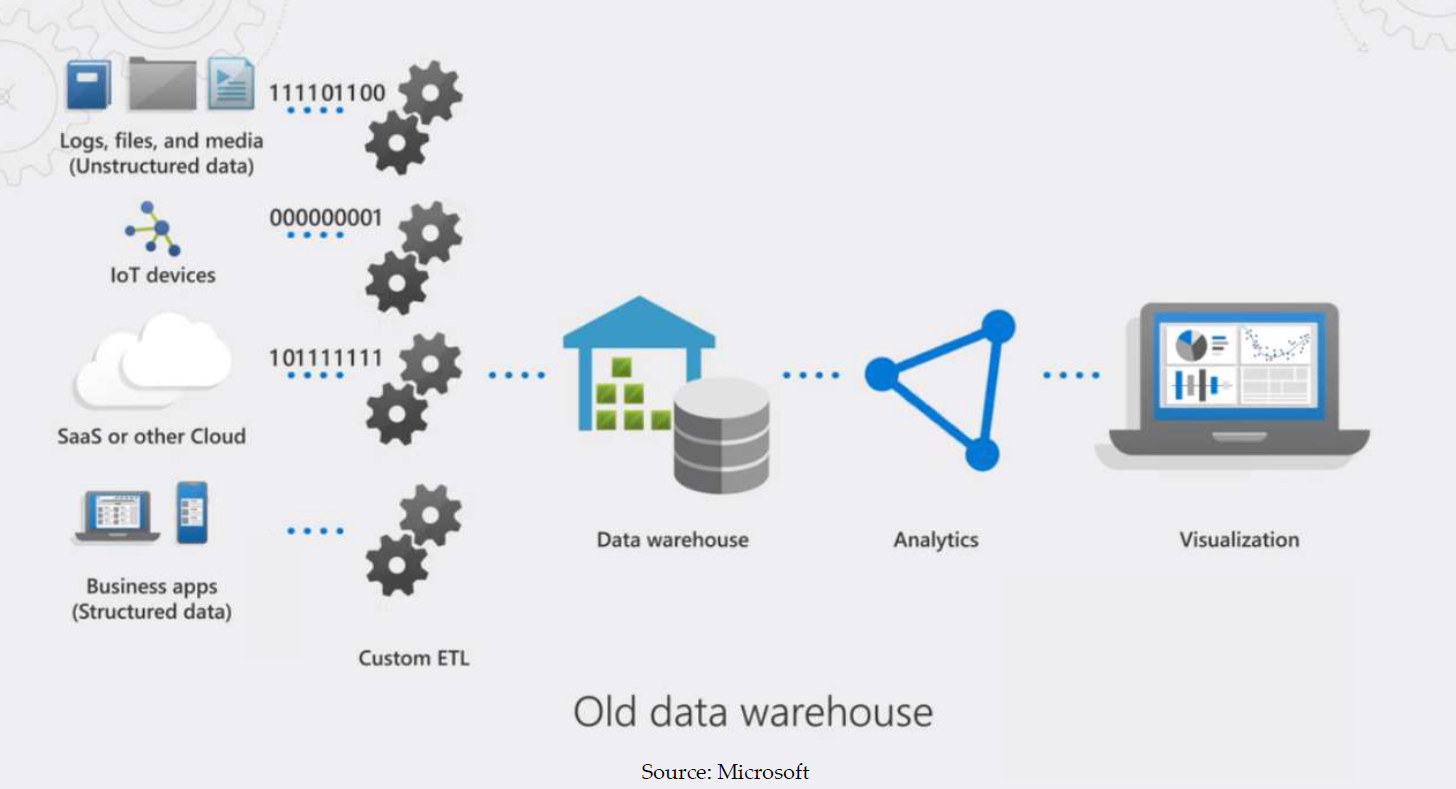 111101100
Logs, files, and media
(Unstructured data)
000000001
IoT devices
101111111
SaaS or other Cloud
Business apps
(Structured data)
Custom ETL
Data warehouse
Analytics
Visualization
Old data warehouse
Source: Microsoft